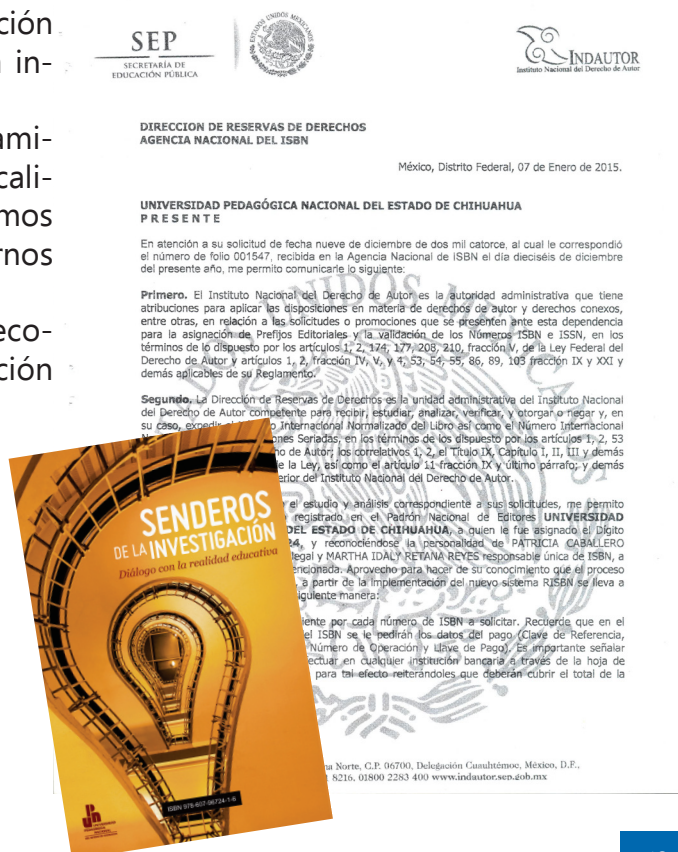 ción
in-
ami-
cali-
mos
rnos
eco-
ción
SEP
SECRETARÍA DE
EDUCACIÓN PÚBLICA
ESTADOS UNIDOS MEXICANOS
INDAUTOR
Instituto Nacional del Derecho de Autor
DIRECCION DE RESERVAS DE DERECHOS
AGENCIA NACIONAL DEL ISBN
México, Distrito Federal, 07 de Enero de 2015.
UNIVERSIDAD PEDAGÓGICA NACIONAL DEL ESTADO DE CHIHUAHUA
P R E S E N T E
En atención a su solicitud de fecha nueve de diciembre de dos mil catorce, al cual le correspondió
el número de folio 001547, recibida en la Agencia Nacional de ISBN el día dieciséis de diciembre
del presente año, me permito comunicarle lo siguiente:
Primero. El Instituto Nacional del Derecho de Autor es la autoridad administrativa que tiene
atribuciones para aplicar las disposiciones en materia de derechos de autor y derechos conexos,
entre otras, en relación a las solicitudes o promociones que se presenten ante esta dependencia
para la asignación de Prefijos Editoriales y la validación de los Números ISBN e ISSN, en los
términos de lo dispuesto por los artículos 1, 2, 174, 177, 208, 210, fracción V, de la Ley Federal del
Derecho de Autor y artículos 1, 2, fracción IV, V, y 4, 53, 54, 55, 86, 89, 103 fracción IX y XXI y
demás aplicables de su Reglamento.
Segundo. La Dirección de Reservas de Derechos es la unidad administrativa del Instituto Nacional
del Derecho de Autor competente para recibir, estudiar, analizar, verificar, y otorgar o negar y, en
su caso, expedir el Internacional Normalizado del Libro así como el Número Internacional
ones Seriadas, en los términos de los dispuesto por los artículos 1, 2, 53
ho de Autor; los correlativos 1, 2, el Título IX, Capítulo I, II, III y demás
e la Ley, así como el artículo 11 fracción IX y último párrafo; y demás
erior del Instituto Nacional del Derecho de Autor.
el estudio y análisis correspondiente a sus solicitudes, me permito
registrado en el Padrón Nacional de Editores UNIVERSIDAD
DEL ESTADO DE CHIHUAHUA, a quien le fue asignado el Dígito
24, y reconociéndose la personalidad de PATRICIA CABALLERO
legal y MARTHA IDALY RETANA REYES responsable única de ISBN, a
encionada. Aprovecho para hacer de su conocimiento que el proceso
, a partir de la implementación del nuevo sistema RISBN se lleva a
iguiente manera:
iente por cada número de ISBN a solicitar. Recuerde que en el
el ISBN se le pedirán los datos del pago (Clave de Referencia,
Número de Operación y Llave de Pago). Es importante señalar
ectuar en cualquier institución bancaria a través de la hoja de
para tal efecto reiterándoles que deberán cubrir el total de la
na Norte, C.P. 06700, Delegación Cuauhtémoc, México, D.F.,
8216, 01800 2283 400 www.indautor.sep.gob.mx
SENDEROS
DE LA INVESTIGACIÓN
Diálogo con la realidad educativa
ISBN 978-607-96724-1-6